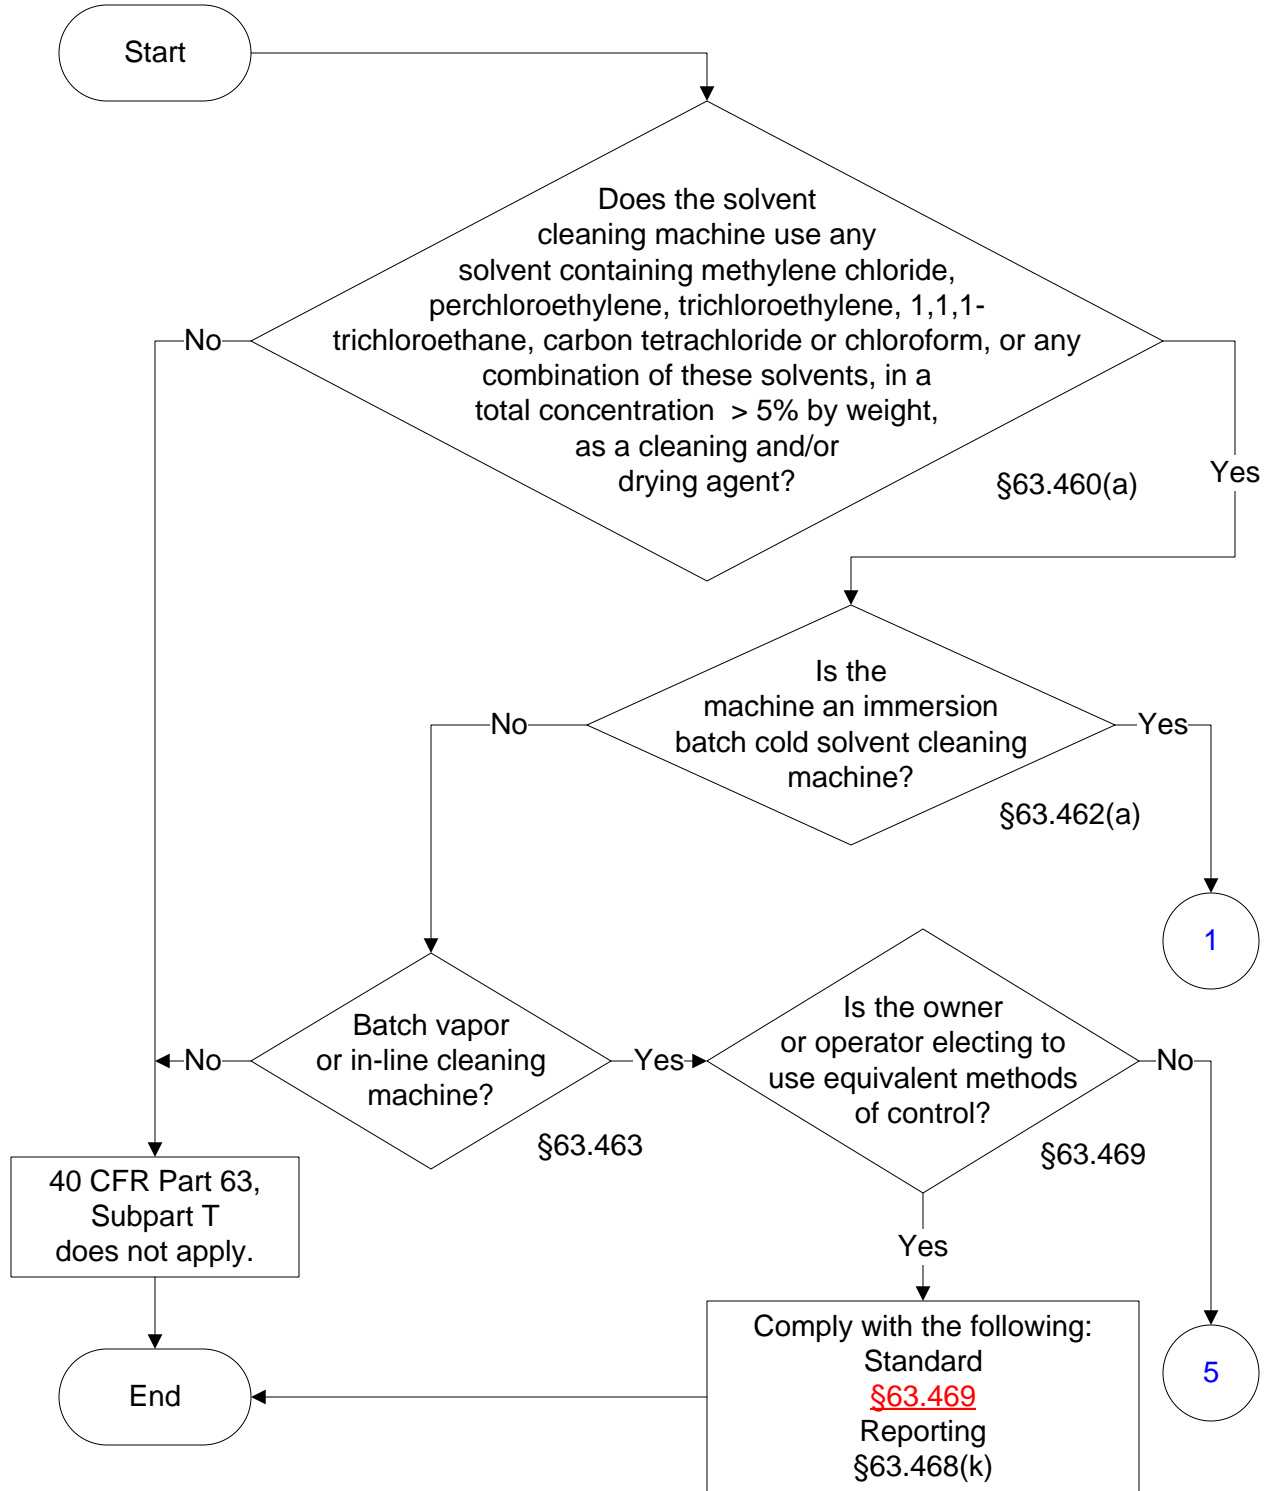 Start
Does the solvent
cleaning machine use any
solvent containing methylene chloride,
perchloroethylene, trichloroethylene, 1,1,1-
trichloroethane, carbon tetrachloride or chloroform, or any
combination of these solvents, in a
total concentration > 5% by weight,
as a cleaning and/or
drying agent?
§63.460(a)
No
Yes
Is the
machine an immersion
batch cold solvent cleaning
machine?
§63.462(a)
No
Yes
1
Batch vapor
or in-line cleaning
machine?
§63.463
No
Yes
Is the owner
or operator electing to
use equivalent methods
of control?
§63.469
No
Yes
5
40 CFR Part 63,
Subpart T
does not apply.
Comply with the following:
Standard
§63.469
Reporting
§63.468(k)
End